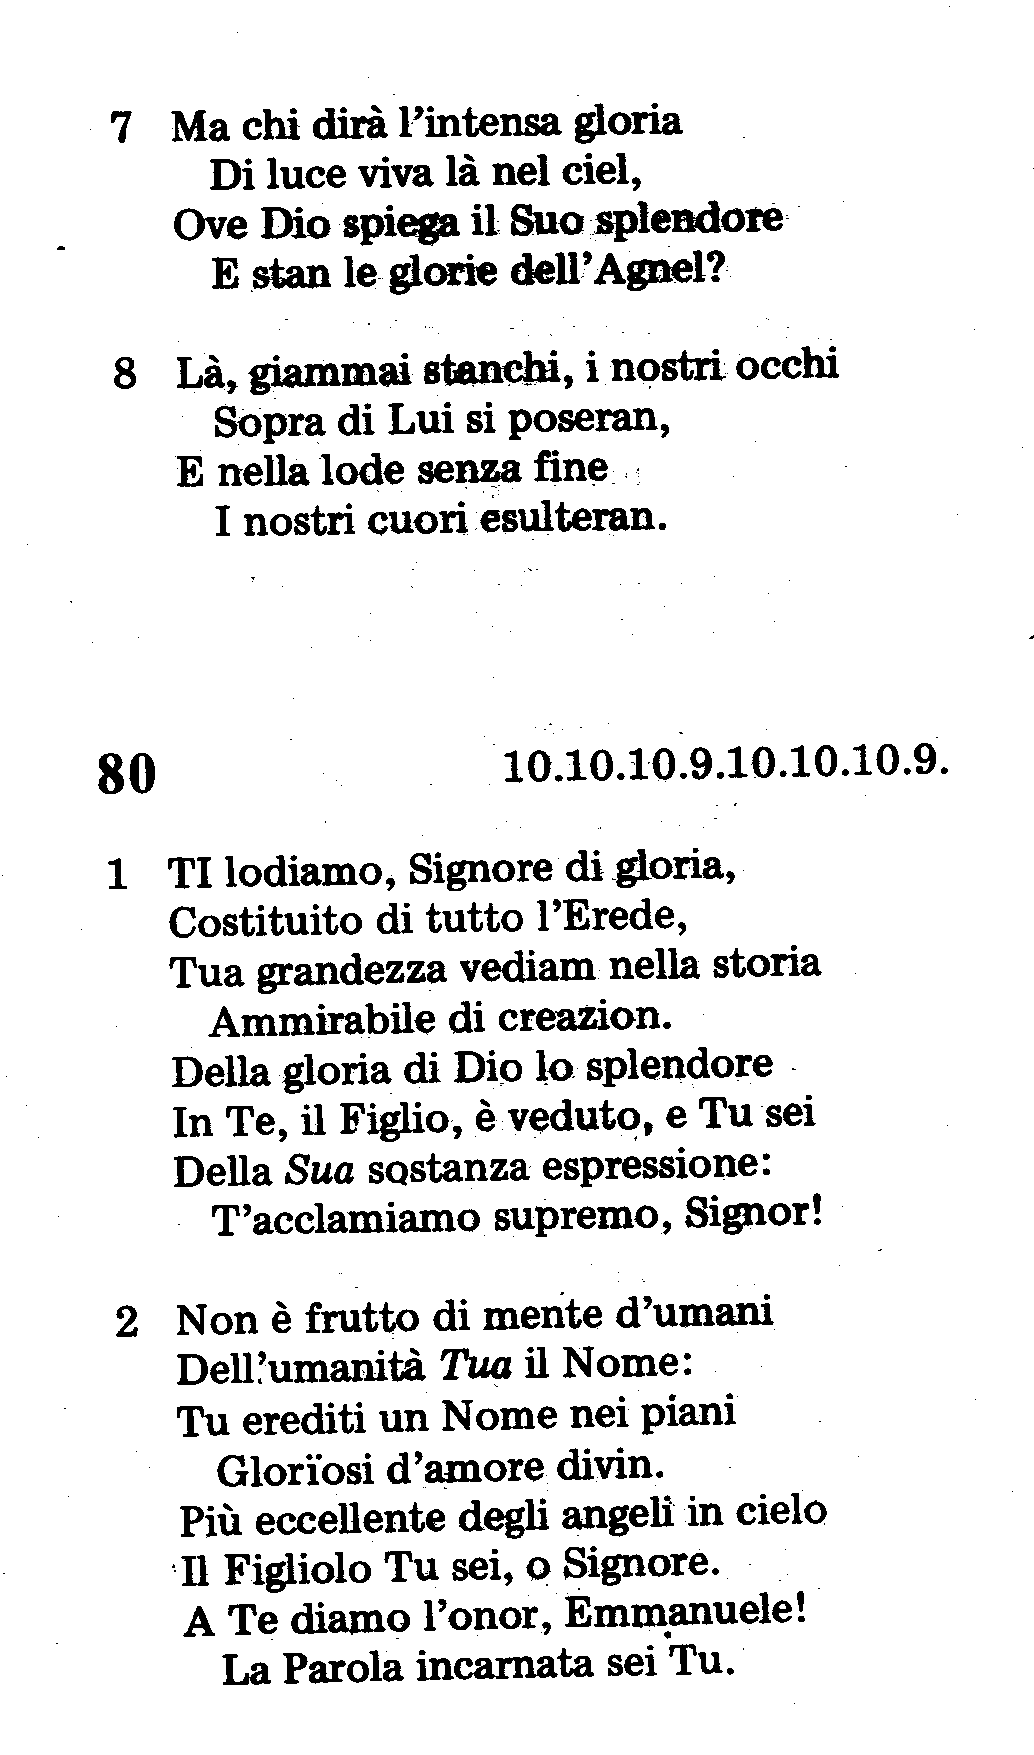 7 Ma chi dirà l'intensa gloria
Di luce viva là nel ciel,
Ove Dio spiega il Suo splendore
E stan le glorie dell'Agnel?
8 Là, giammai stanchi, i nostri occhi
Sopra di Lui si poseran,
E nella lode senza fine
I nostri cuori esulteran.
80 10.10.10.9.10.10.10.9.
1 TI lodiamo, Signore di gloria,
Costituito di tutto l'Erede,
Tua grandezza vediam nella storia
Ammirabile di creazion.
Della gloria di Dio lo splendore
In Te, il Figlio, è veduto, e Tu sei
Della Sua sostanza espressione:
T'acclamiamo supremo, Signor!
2 Non è frutto di mente d'umani
Dell'umanità Tua il Nome:
Tu erediti un Nome nei piani
Glorïosi d'amore divin.
Più eccellente degli angeli in cielo
Il Figliolo Tu sei, o Signore.
A Te diamo l'onor, Emmanuele!
La Parola incarnata sei Tu.